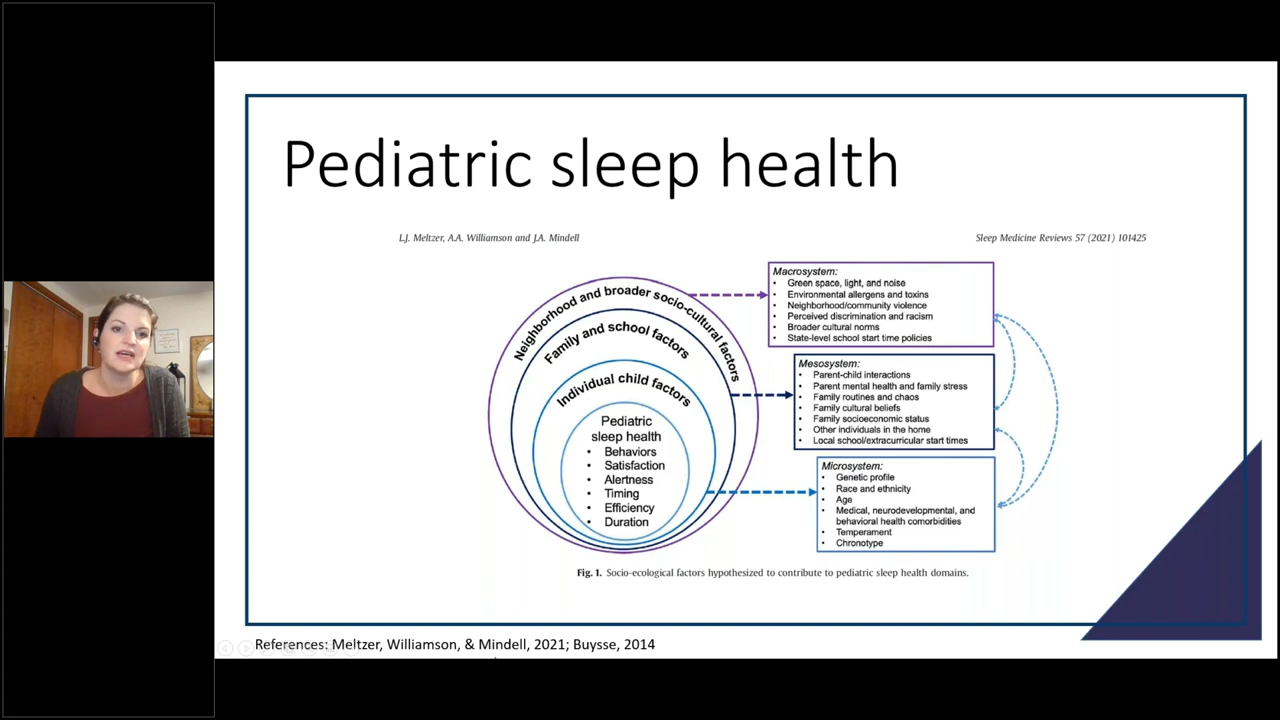 Pediatric sleep health
L.J. Meltzer, A.A. Williamson and J.A. Mindell
Sleep Medicine Reviews 57 (2021) 101425
Neighborhood and broader socio-cultural factors
Family and school factors
Individual child factors
Pediatric
sleep health
• Behaviors
• Satisfaction
• Alertness
• Timing
• Efficiency
• Duration
Macrosystem:
• Green space, light, and noise
• Environmental allergens and toxins
• Neighborhood/community violence
• Perceived discrimination and racism
• Broader cultural norms
• State-level school start time policies
Mesosystem:
• Parent-child interactions
• Parent mental health and family stress
• Family routines and chaos
• Family cultural beliefs
• Family socioeconomic status
• Other individuals in the home
• Local school/extracurricular start times
Microsystem:
• Genetic profile
• Race and ethnicity
• Age
• Medical, neurodevelopmental, and
behavioral health comorbidities
• Temperament
• Chronotype
Fig. 1. Socio-ecological factors hypothesized to contribute to pediatric sleep health domains.
References: Meltzer, Williamson, & Mindell, 2021; Buysse, 2014